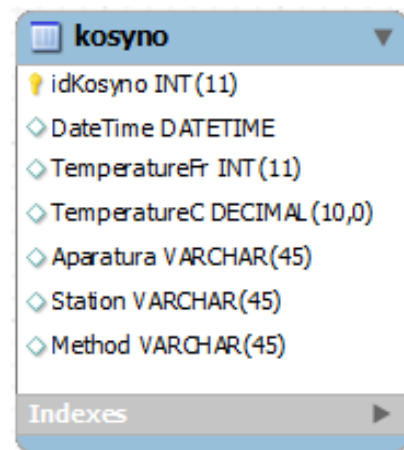 kosyno
idKosyno INT(11)
DateTime DATETIME
TemperatureFr INT(11)
TemperatureC DECIMAL(10,0)
Aparatura VARCHAR(45)
Station VARCHAR(45)
Method VARCHAR(45)
Indexes